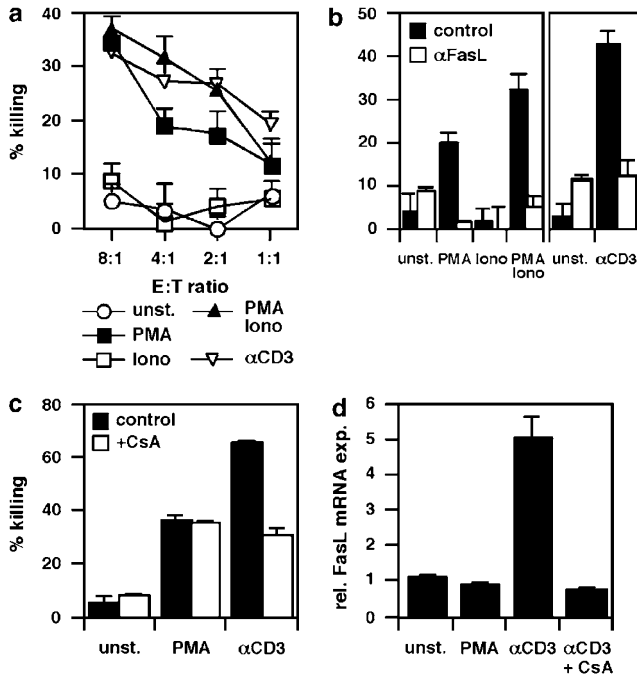 a
% killing
40
30
20
10
0
8:1 4:1 2:1 1:1
E:T ratio
unst.
PMA
Iono
PMA
Iono
αCD3
b
control
αFasL
50
40
30
20
10
0
unst. PMA Iono PMA
Iono
unst. αCD3
c
% killing
control
+CsA
80
60
40
20
0
unst. PMA αCD3
d
rel. FasL mRNA exp.
6
5
4
3
2
1
0
unst. PMA αCD3 αCD3
+ CsA